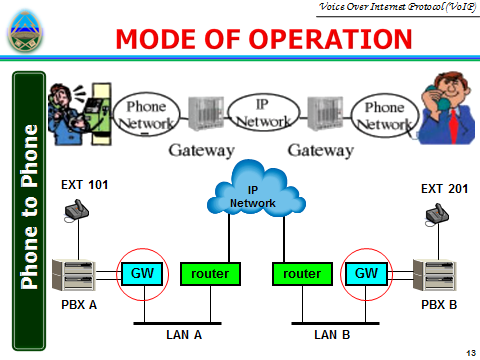 Voice Over Internet Protocol (VoIP)
MODE OF OPERATION
Phone to Phone
Phone
Network
IP
Network
Phone
Network
Gateway
Gateway
EXT 101
IP
Network
EXT 201
GW
router
router
GW
PBX A
PBX B
LAN A
LAN B
13